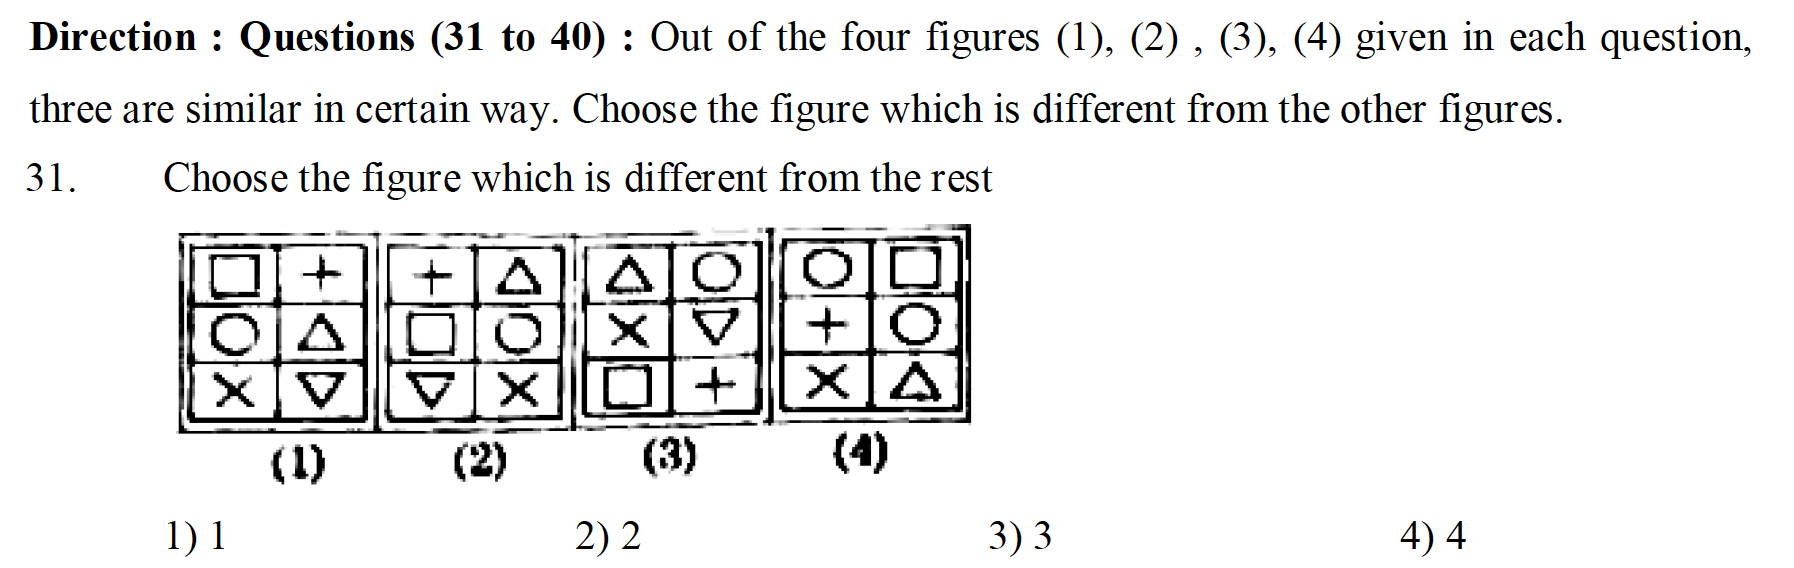 Direction : Questions (31 to 40) : Out of the four figures (1), (2) , (3), (4) given in each question,
three are similar in certain way. Choose the figure which is different from the other figures.
31. Choose the figure which is different from the rest
(1) (2) (3) (4)
1) 1 2) 2 3) 3 4) 4